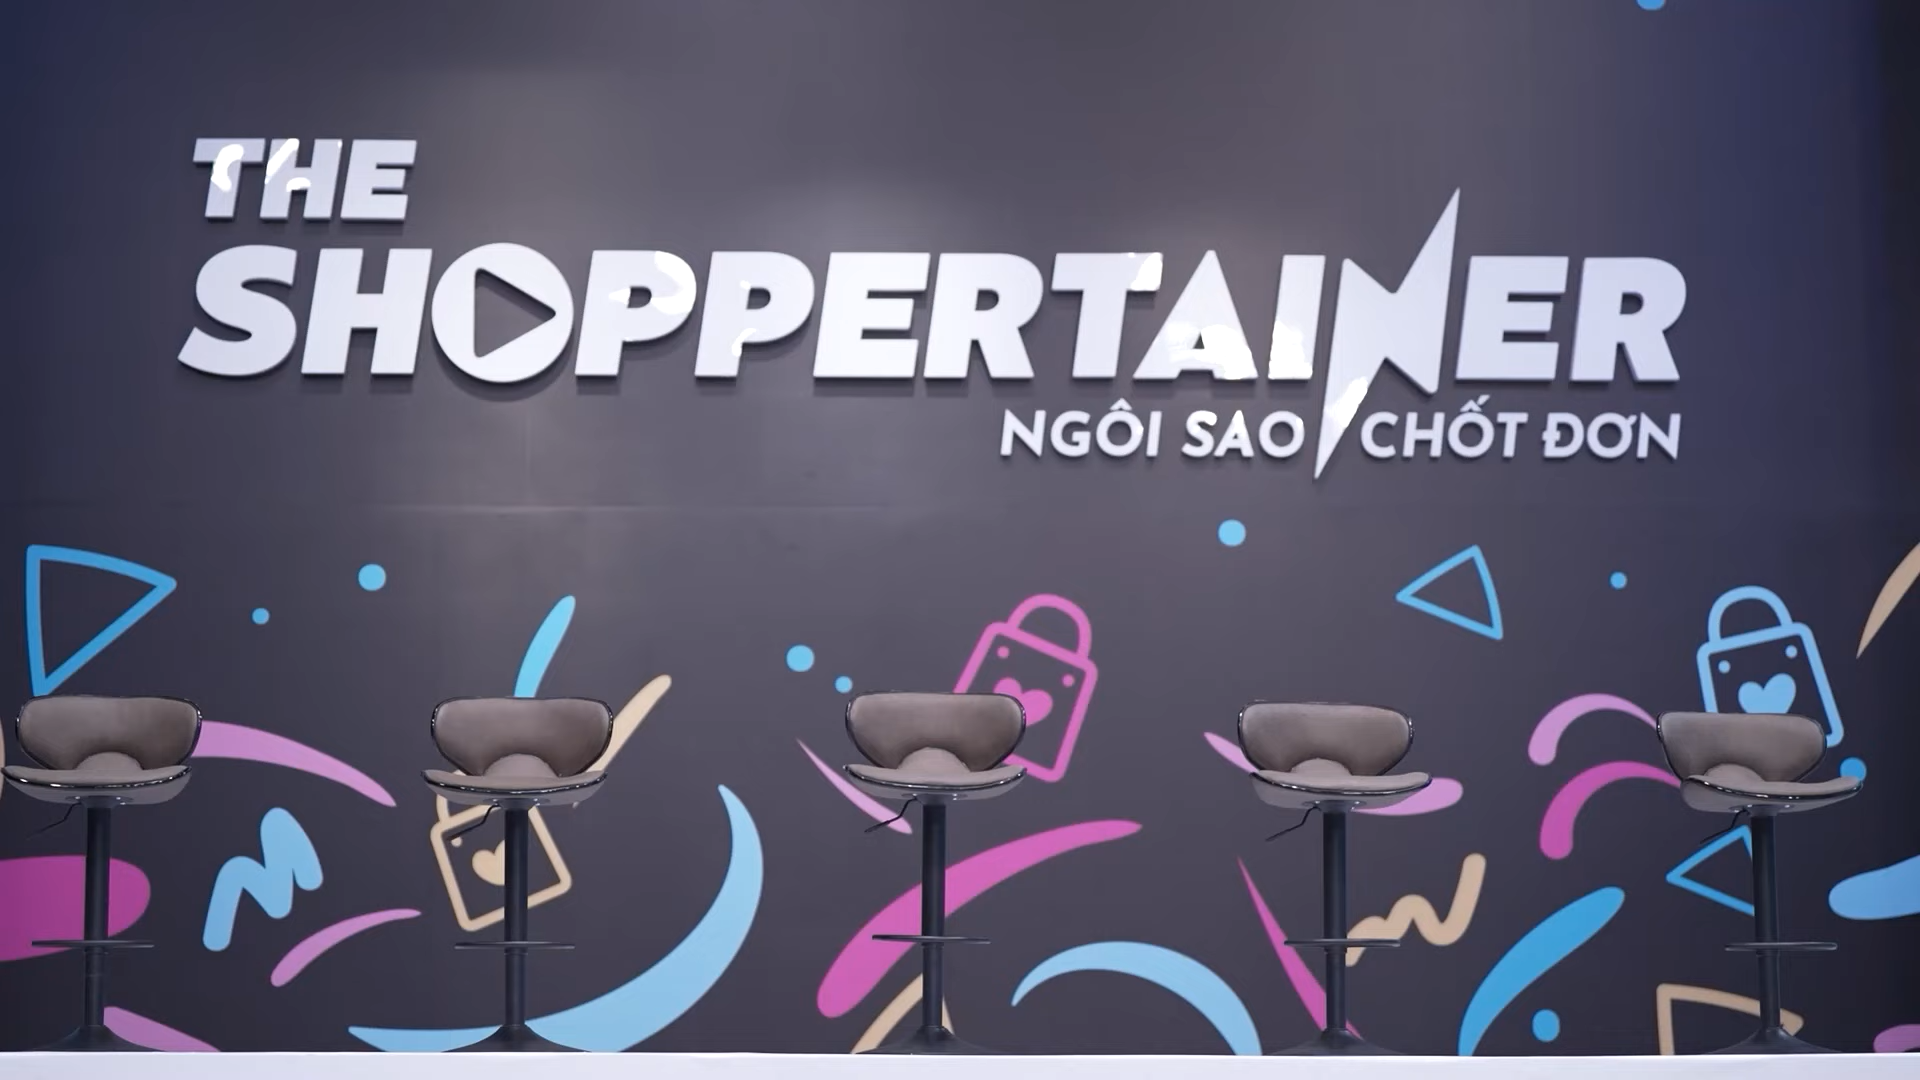 THE
SHOPPERTAINER
NGÔI SAO CHỐT ĐƠN